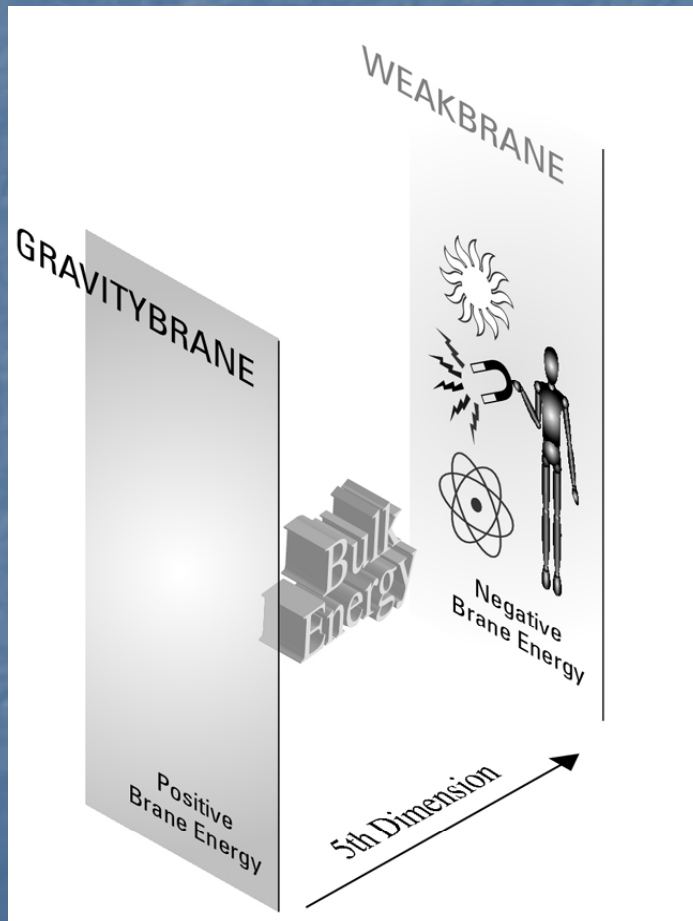 WEAKBRANE
GRAVITYBRANE
Bulk
Energy
Negative
Brane Energy
Positive
Brane Energy
5th Dimension